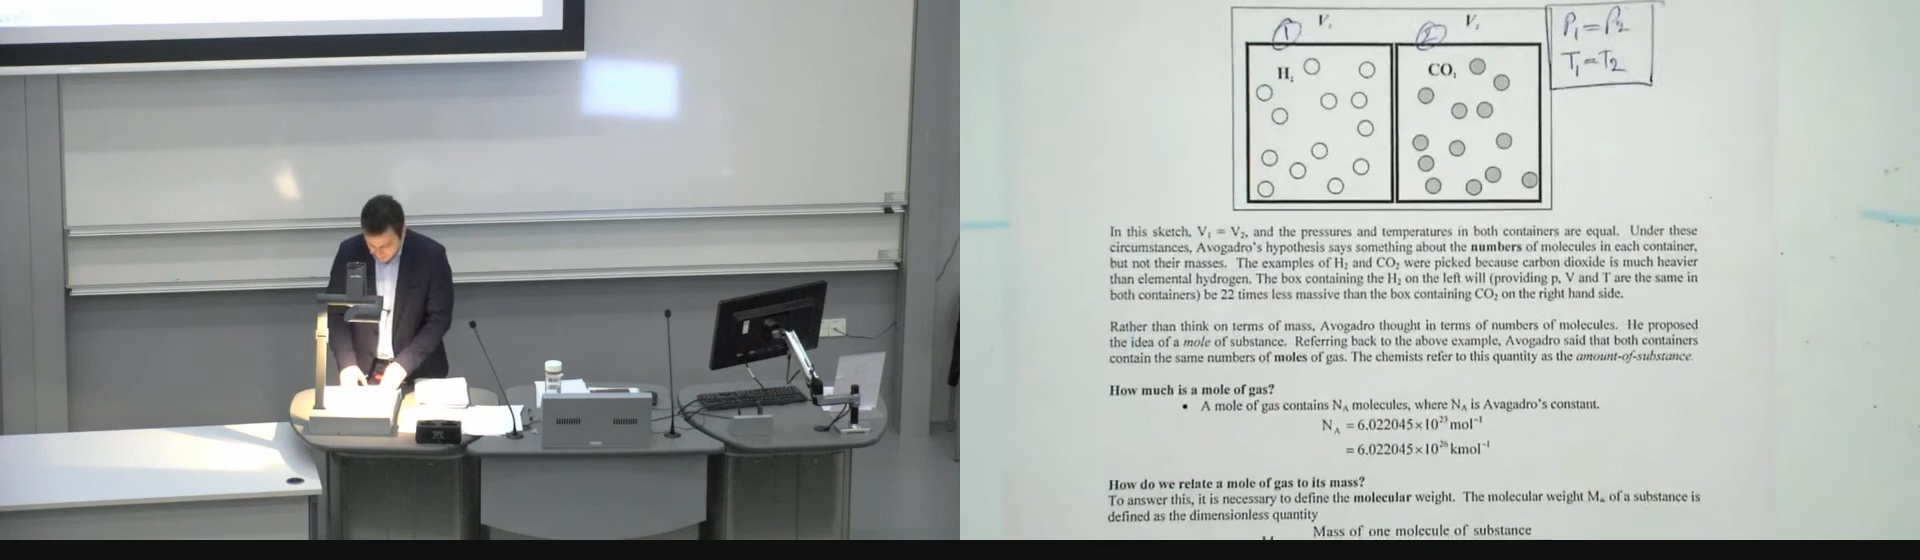 ① V₁ ② V₂ P₁=P₂
T₁=T₂
H₂ CO₂
In this sketch, V₁ = V₂, and the pressures and temperatures in both containers are equal. Under these
circumstances, Avogadro's hypothesis says something about the numbers of molecules in each container,
but not their masses. The examples of H₂ and CO₂ were picked because carbon dioxide is much heavier
than elemental hydrogen. The box containing the H₂ on the left will (providing p, V and T are the same in
both containers) be 22 times less massive than the box containing CO₂ on the right hand side.
Rather than think on terms of mass, Avogadro thought in terms of numbers of molecules. He proposed
the idea of a mole of substance. Referring back to the above example, Avogadro said that both containers
contain the same numbers of moles of gas. The chemists refer to this quantity as the amount-of-substance.
How much is a mole of gas?
• A mole of gas contains N_A molecules, where N_A is Avagadro's constant.
N_A = 6.022045×10²³ mol⁻¹
= 6.022045×10²⁶ kmol⁻¹
How do we relate a mole of gas to its mass?
To answer this, it is necessary to define the molecular weight. The molecular weight Mw of a substance is
defined as the dimensionless quantity
Mass of one molecule of substance